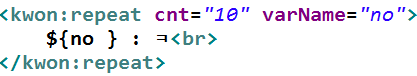 <kwon:repeat cnt="10" varName="no">
${no } : ㅋ<br>
</kwon:repeat>